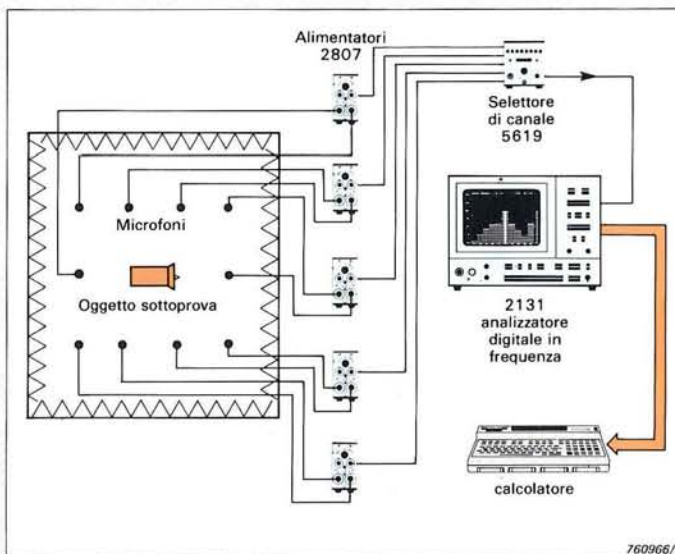 Alimentatori
2807
Selettore
di canale
5619
Microfoni
Oggetto sottoprova
2131
analizzatore
digitale in
frequenza
calcolatore
760966/